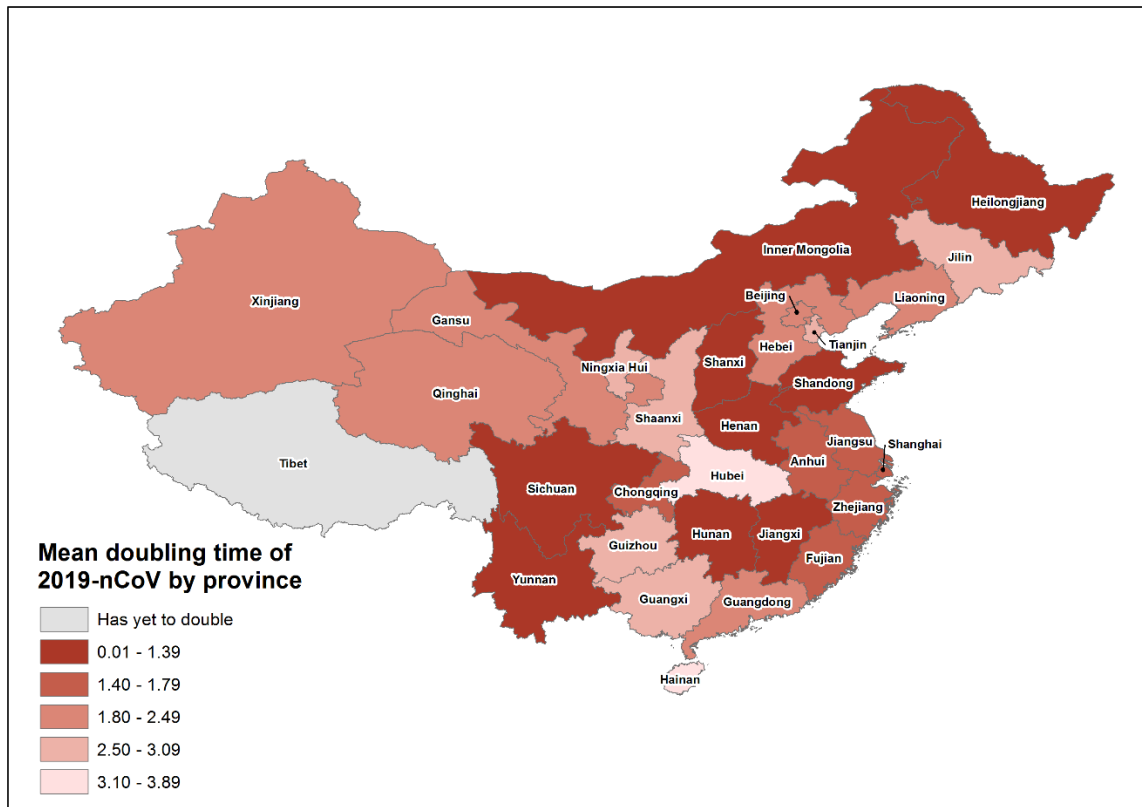 Heilongjiang
Inner Mongolia
Jilin
Xinjiang
Beijing
Liaoning
Gansu
Tianjin
Hebei
Ningxia Hui
Shanxi
Shandong
Qinghai
Shaanxi
Henan
Jiangsu
Shanghai
Anhui
Tibet
Hubei
Sichuan
Chongqing
Zhejiang
Hunan
Jiangxi
Guizhou
Fujian
Yunnan
Guangxi
Guangdong
Hainan
Mean doubling time of
2019-nCoV by province
Has yet to double
0.01 - 1.39
1.40 - 1.79
1.80 - 2.49
2.50 - 3.09
3.10 - 3.89